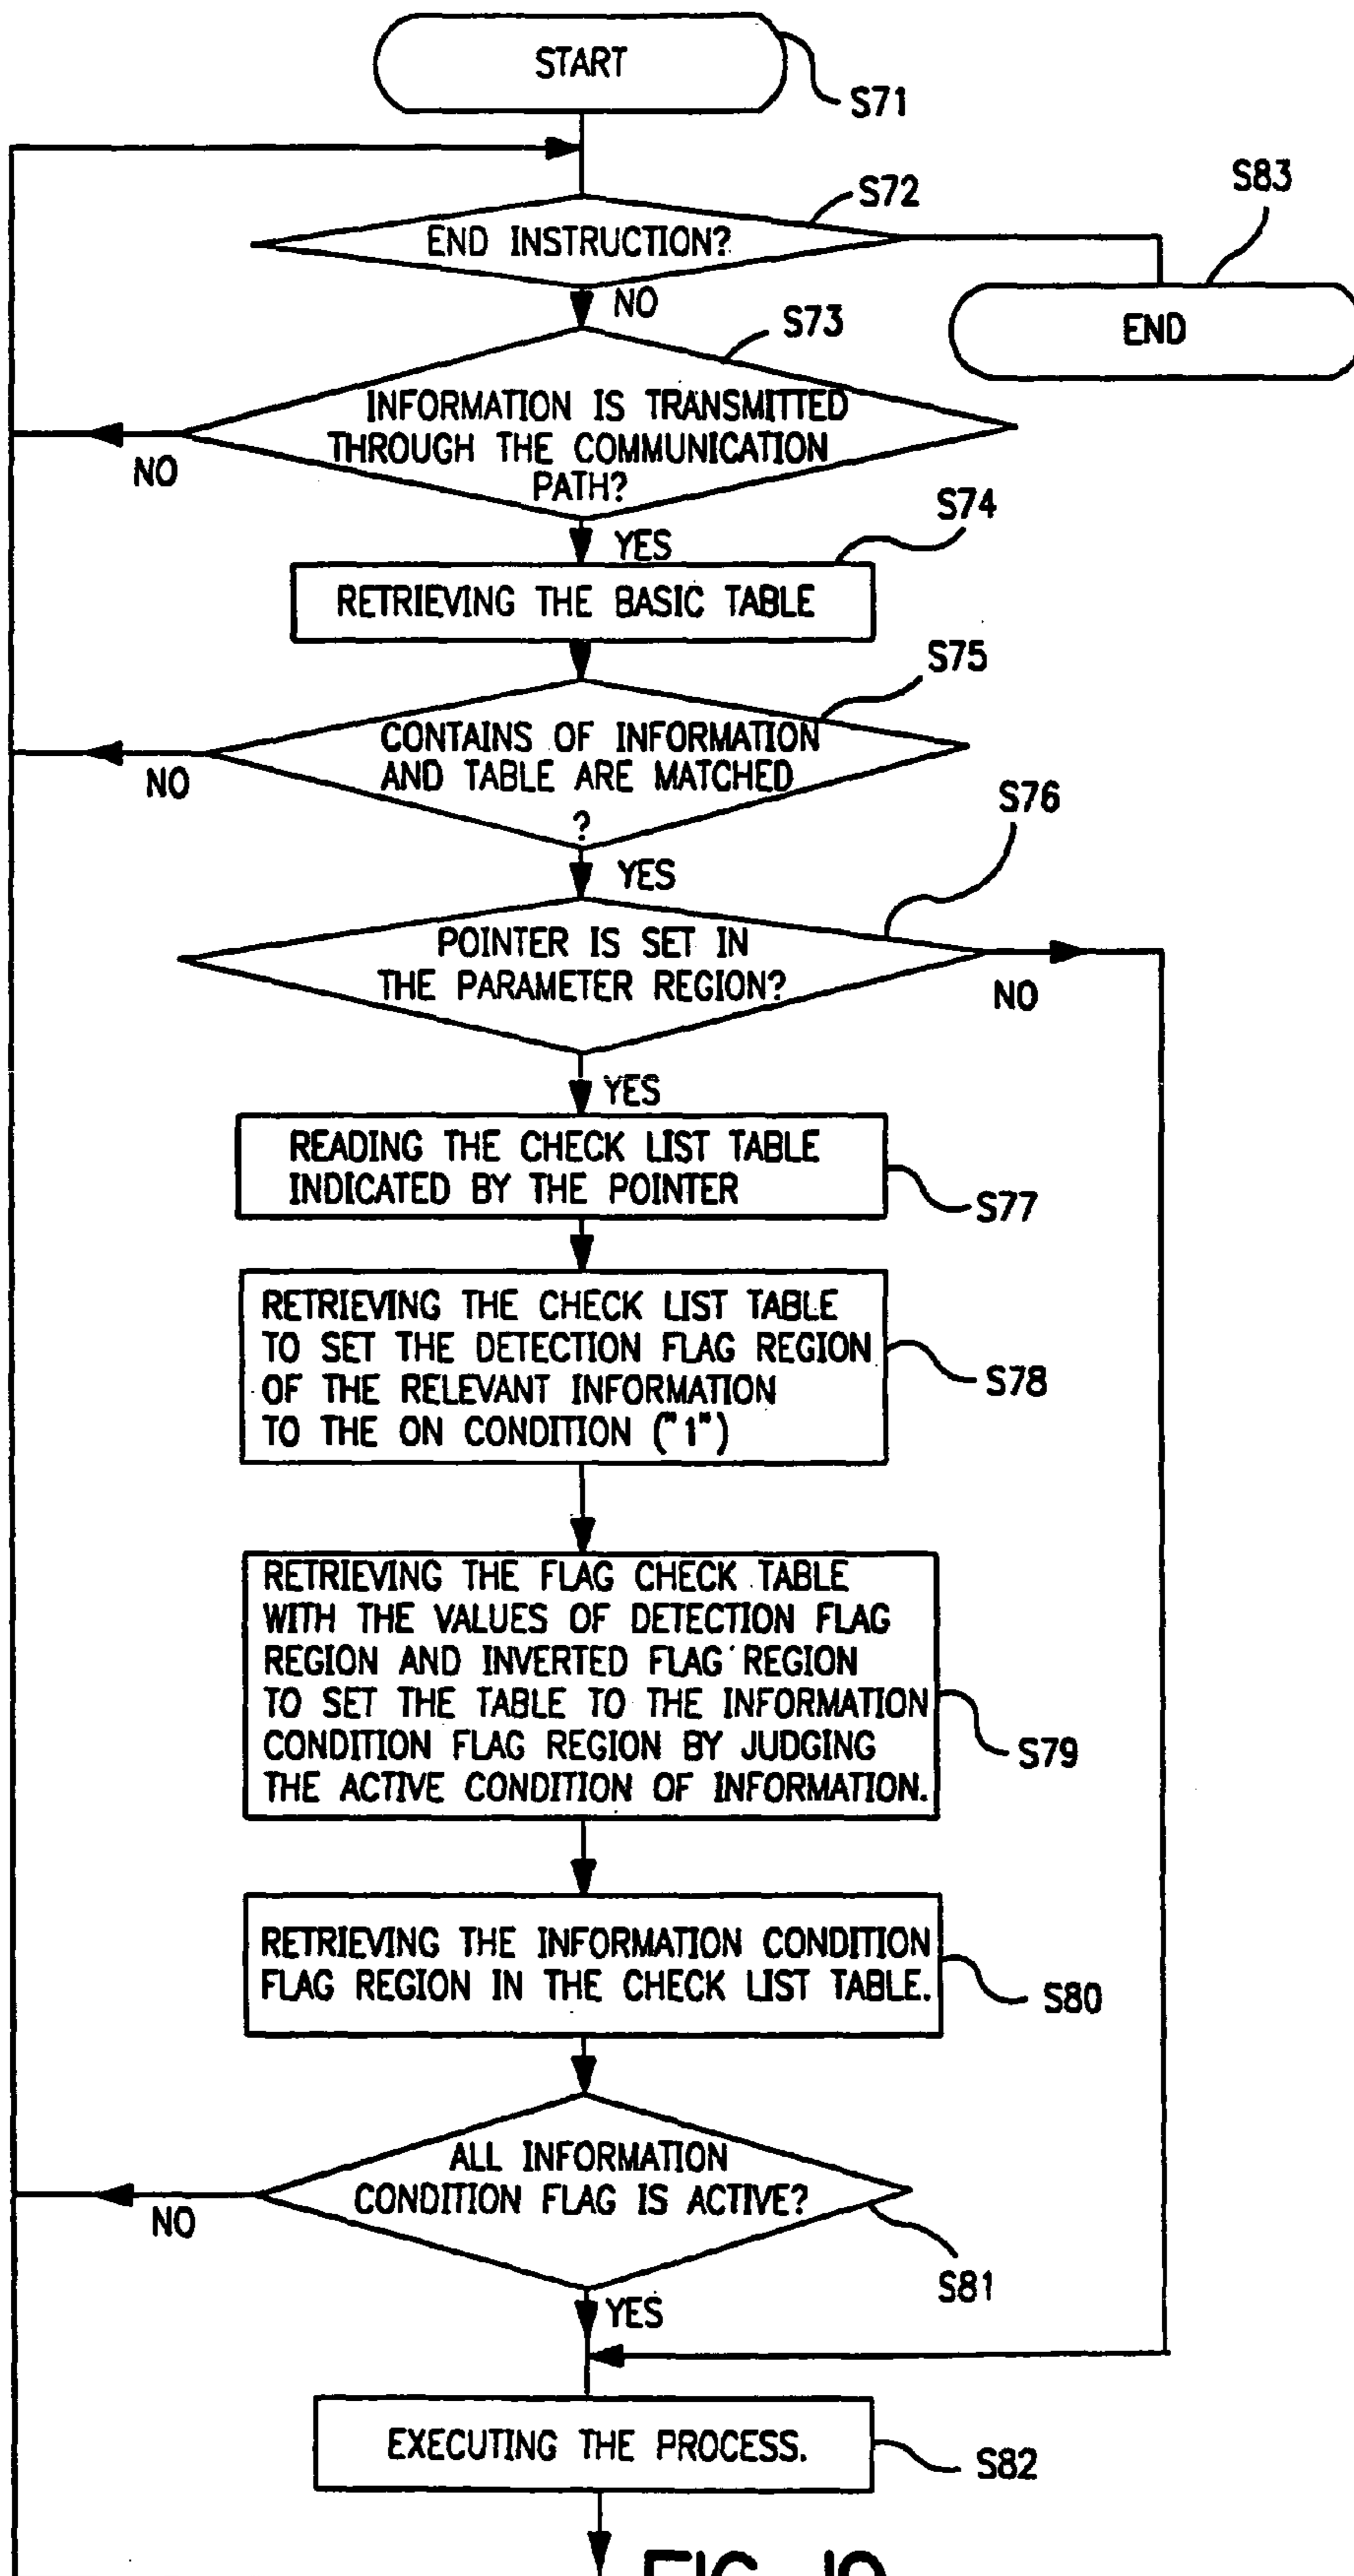 START
S71
S72
S83
END INSTRUCTION?
NO
END
S73
INFORMATION IS TRANSMITTED
THROUGH THE COMMUNICATION
PATH?
NO
S74
YES
RETRIEVING THE BASIC TABLE
S75
CONTAINS OF INFORMATION
AND TABLE ARE MATCHED
?
NO
S76
YES
POINTER IS SET IN
THE PARAMETER REGION?
NO
YES
READING THE CHECK LIST TABLE
INDICATED BY THE POINTER
S77
RETRIEVING THE CHECK LIST TABLE
TO SET THE DETECTION FLAG REGION
OF THE RELEVANT INFORMATION
TO THE ON CONDITION ("1")
S78
RETRIEVING THE FLAG CHECK TABLE
WITH THE VALUES OF DETECTION FLAG
REGION AND INVERTED FLAG REGION
TO SET THE TABLE TO THE INFORMATION
CONDITION FLAG REGION BY JUDGING
THE ACTIVE CONDITION OF INFORMATION.
S79
RETRIEVING THE INFORMATION CONDITION
FLAG REGION IN THE CHECK LIST TABLE.
S80
ALL INFORMATION
CONDITION FLAG IS ACTIVE?
NO
S81
YES
EXECUTING THE PROCESS.
S82